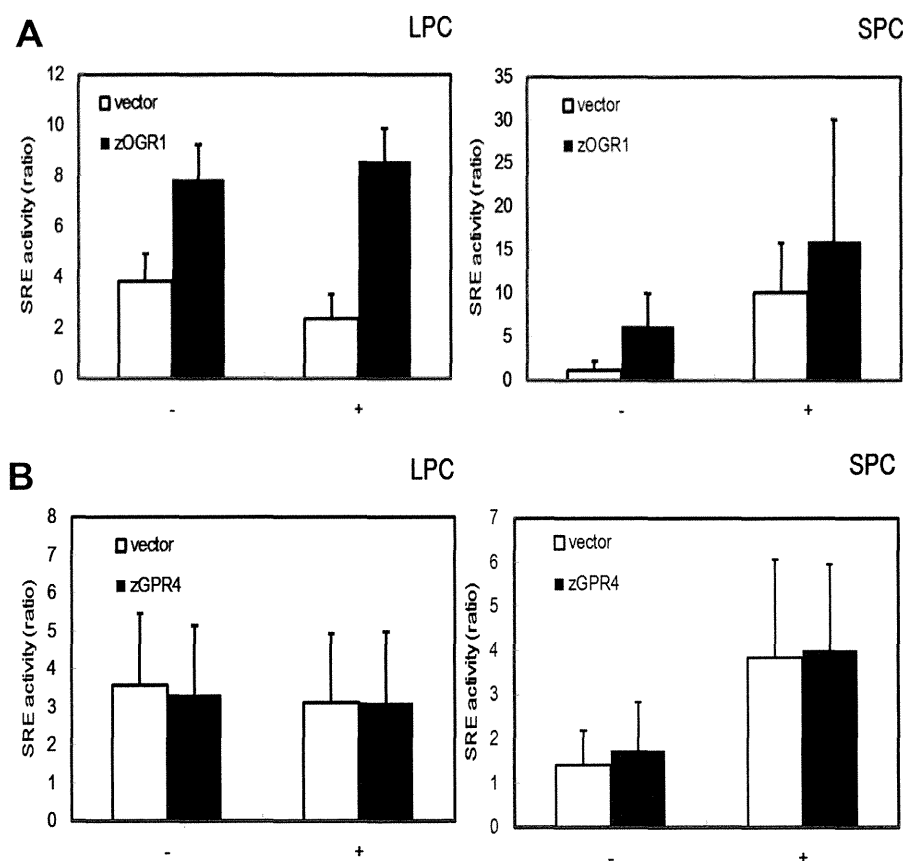 A
LPC
SRE activity (ratio)
12
10
8
6
4
2
0
vector
zOGR1
- +
SPC
SRE activity (ratio)
35
30
25
20
15
10
5
0
vector
zOGR1
- +
B
LPC
SRE activity (ratio)
8
7
6
5
4
3
2
1
0
vector
zGPR4
- +
SPC
SRE activity (ratio)
7
6
5
4
3
2
1
0
vector
zGPR4
- +